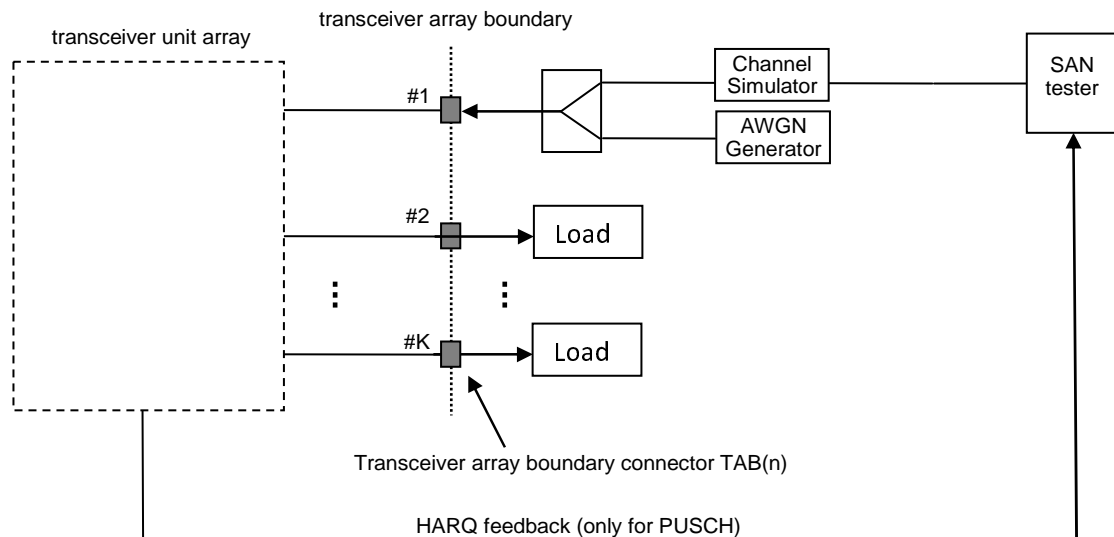 transceiver array boundary
transceiver unit array
Channel
Simulator
SAN
tester
#1
AWGN
Generator
#2
Load
#K
Load
Transceiver array boundary connector TAB(n)
HARQ feedback (only for PUSCH)